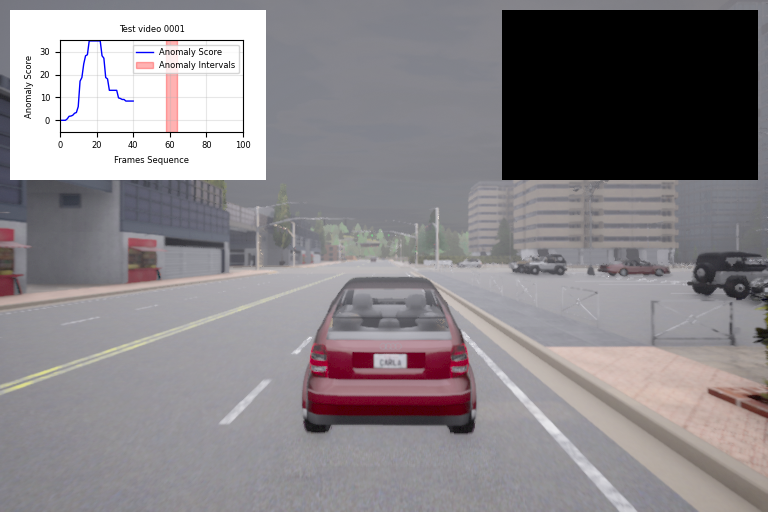 Test video 0001
Anomaly Score
30
20
10
0
Anomaly Score
Anomaly Intervals
0 20 40 60 80 100
Frames Sequence
CARLA